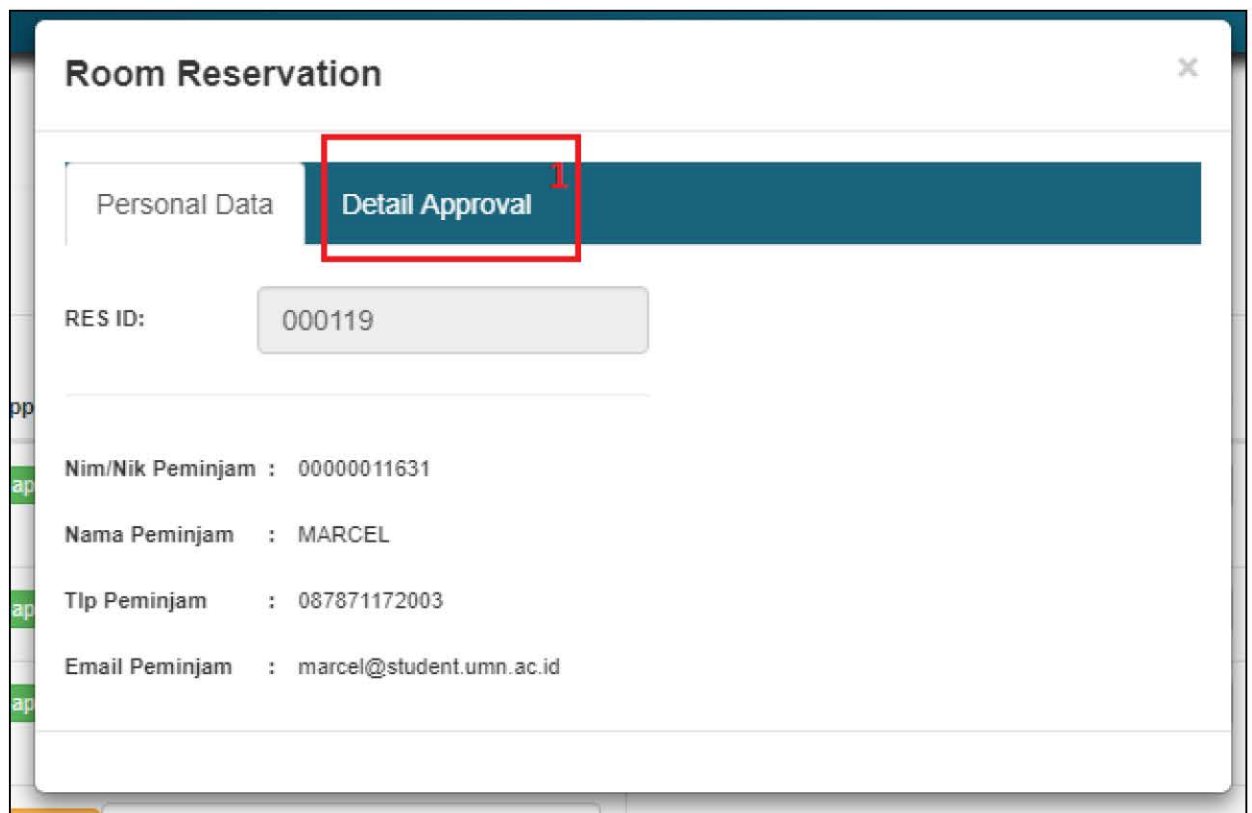 Room Reservation ×
1
Personal Data Detail Approval
RES ID: 000119
Nim/Nik Peminjam : 00000011631
Nama Peminjam : MARCEL
Tlp Peminjam : 087871172003
Email Peminjam : marcel@student.umn.ac.id